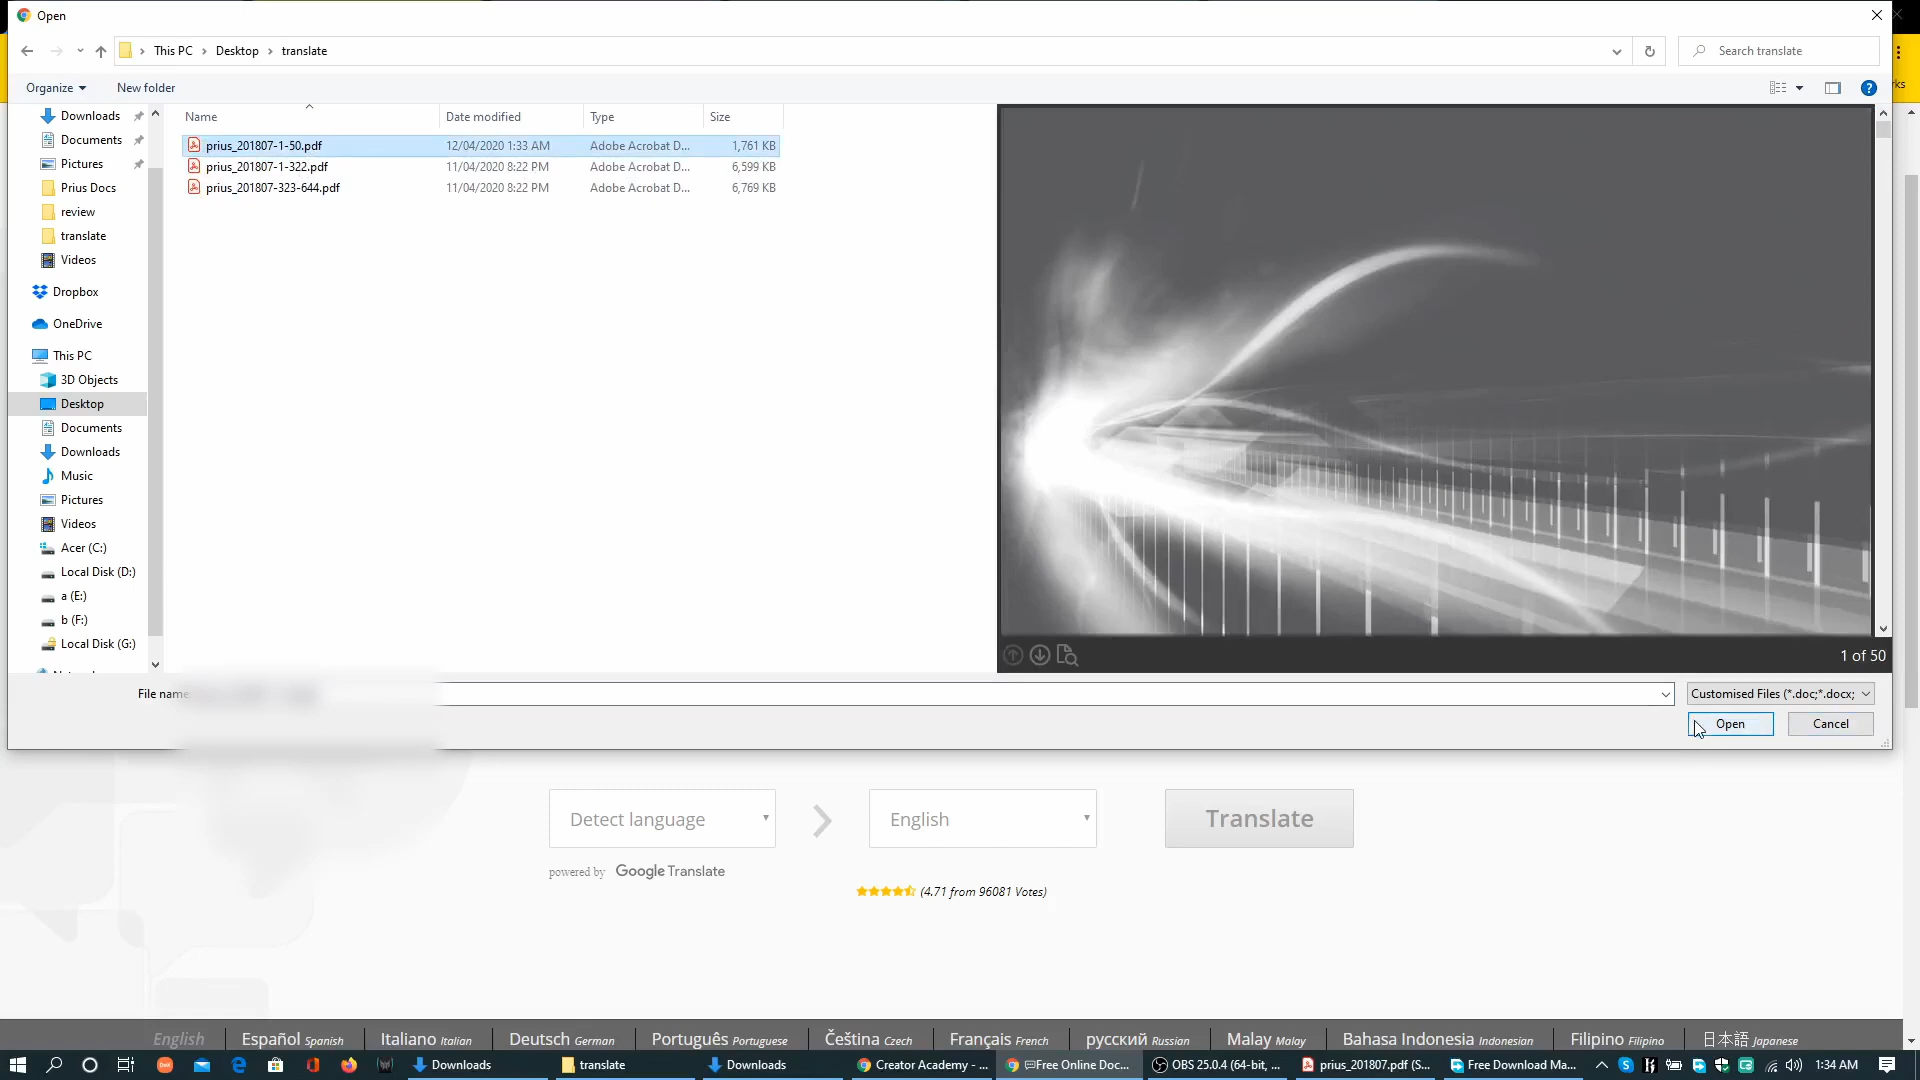 Open
This PC > Desktop > translate
Search translate
rks
Organize
New folder
Name
Date modified
Type
Size
Downloads
Documents
Pictures
Prius Docs
review
translate
Videos
Dropbox
OneDrive
This PC
3D Objects
Desktop
Documents
Downloads
Music
Pictures
Videos
Acer (C:)
Local Disk (D:)
a (E:)
b (F:)
Local Disk (G:)
prius_201807-1-50.pdf 12/04/2020 1:33 AM Adobe Acrobat D... 1,761 KB
prius_201807-1-322.pdf 11/04/2020 8:22 PM Adobe Acrobat D... 6,599 KB
prius_201807-323-644.pdf 11/04/2020 8:22 PM Adobe Acrobat D... 6,769 KB
1 of 50
File name
Customised Files (*.doc;*.docx;
Open
Cancel
Detect language
English
Translate
powered by Google Translate
(4.71 from 96081 Votes)
English Español Spanish Italiano Italian Deutsch German Português Portuguese Čeština Czech Français French русский Russian Malay Malay Bahasa Indonesia Indonesian Filipino Filipino 日本語 Japanese
Downloads
translate
Downloads
Creator Academy - ...
Free Online Doc...
OBS 25.0.4 (64-bit, ...
prius_201807.pdf (S...
Free Download Ma...
1:34 AM